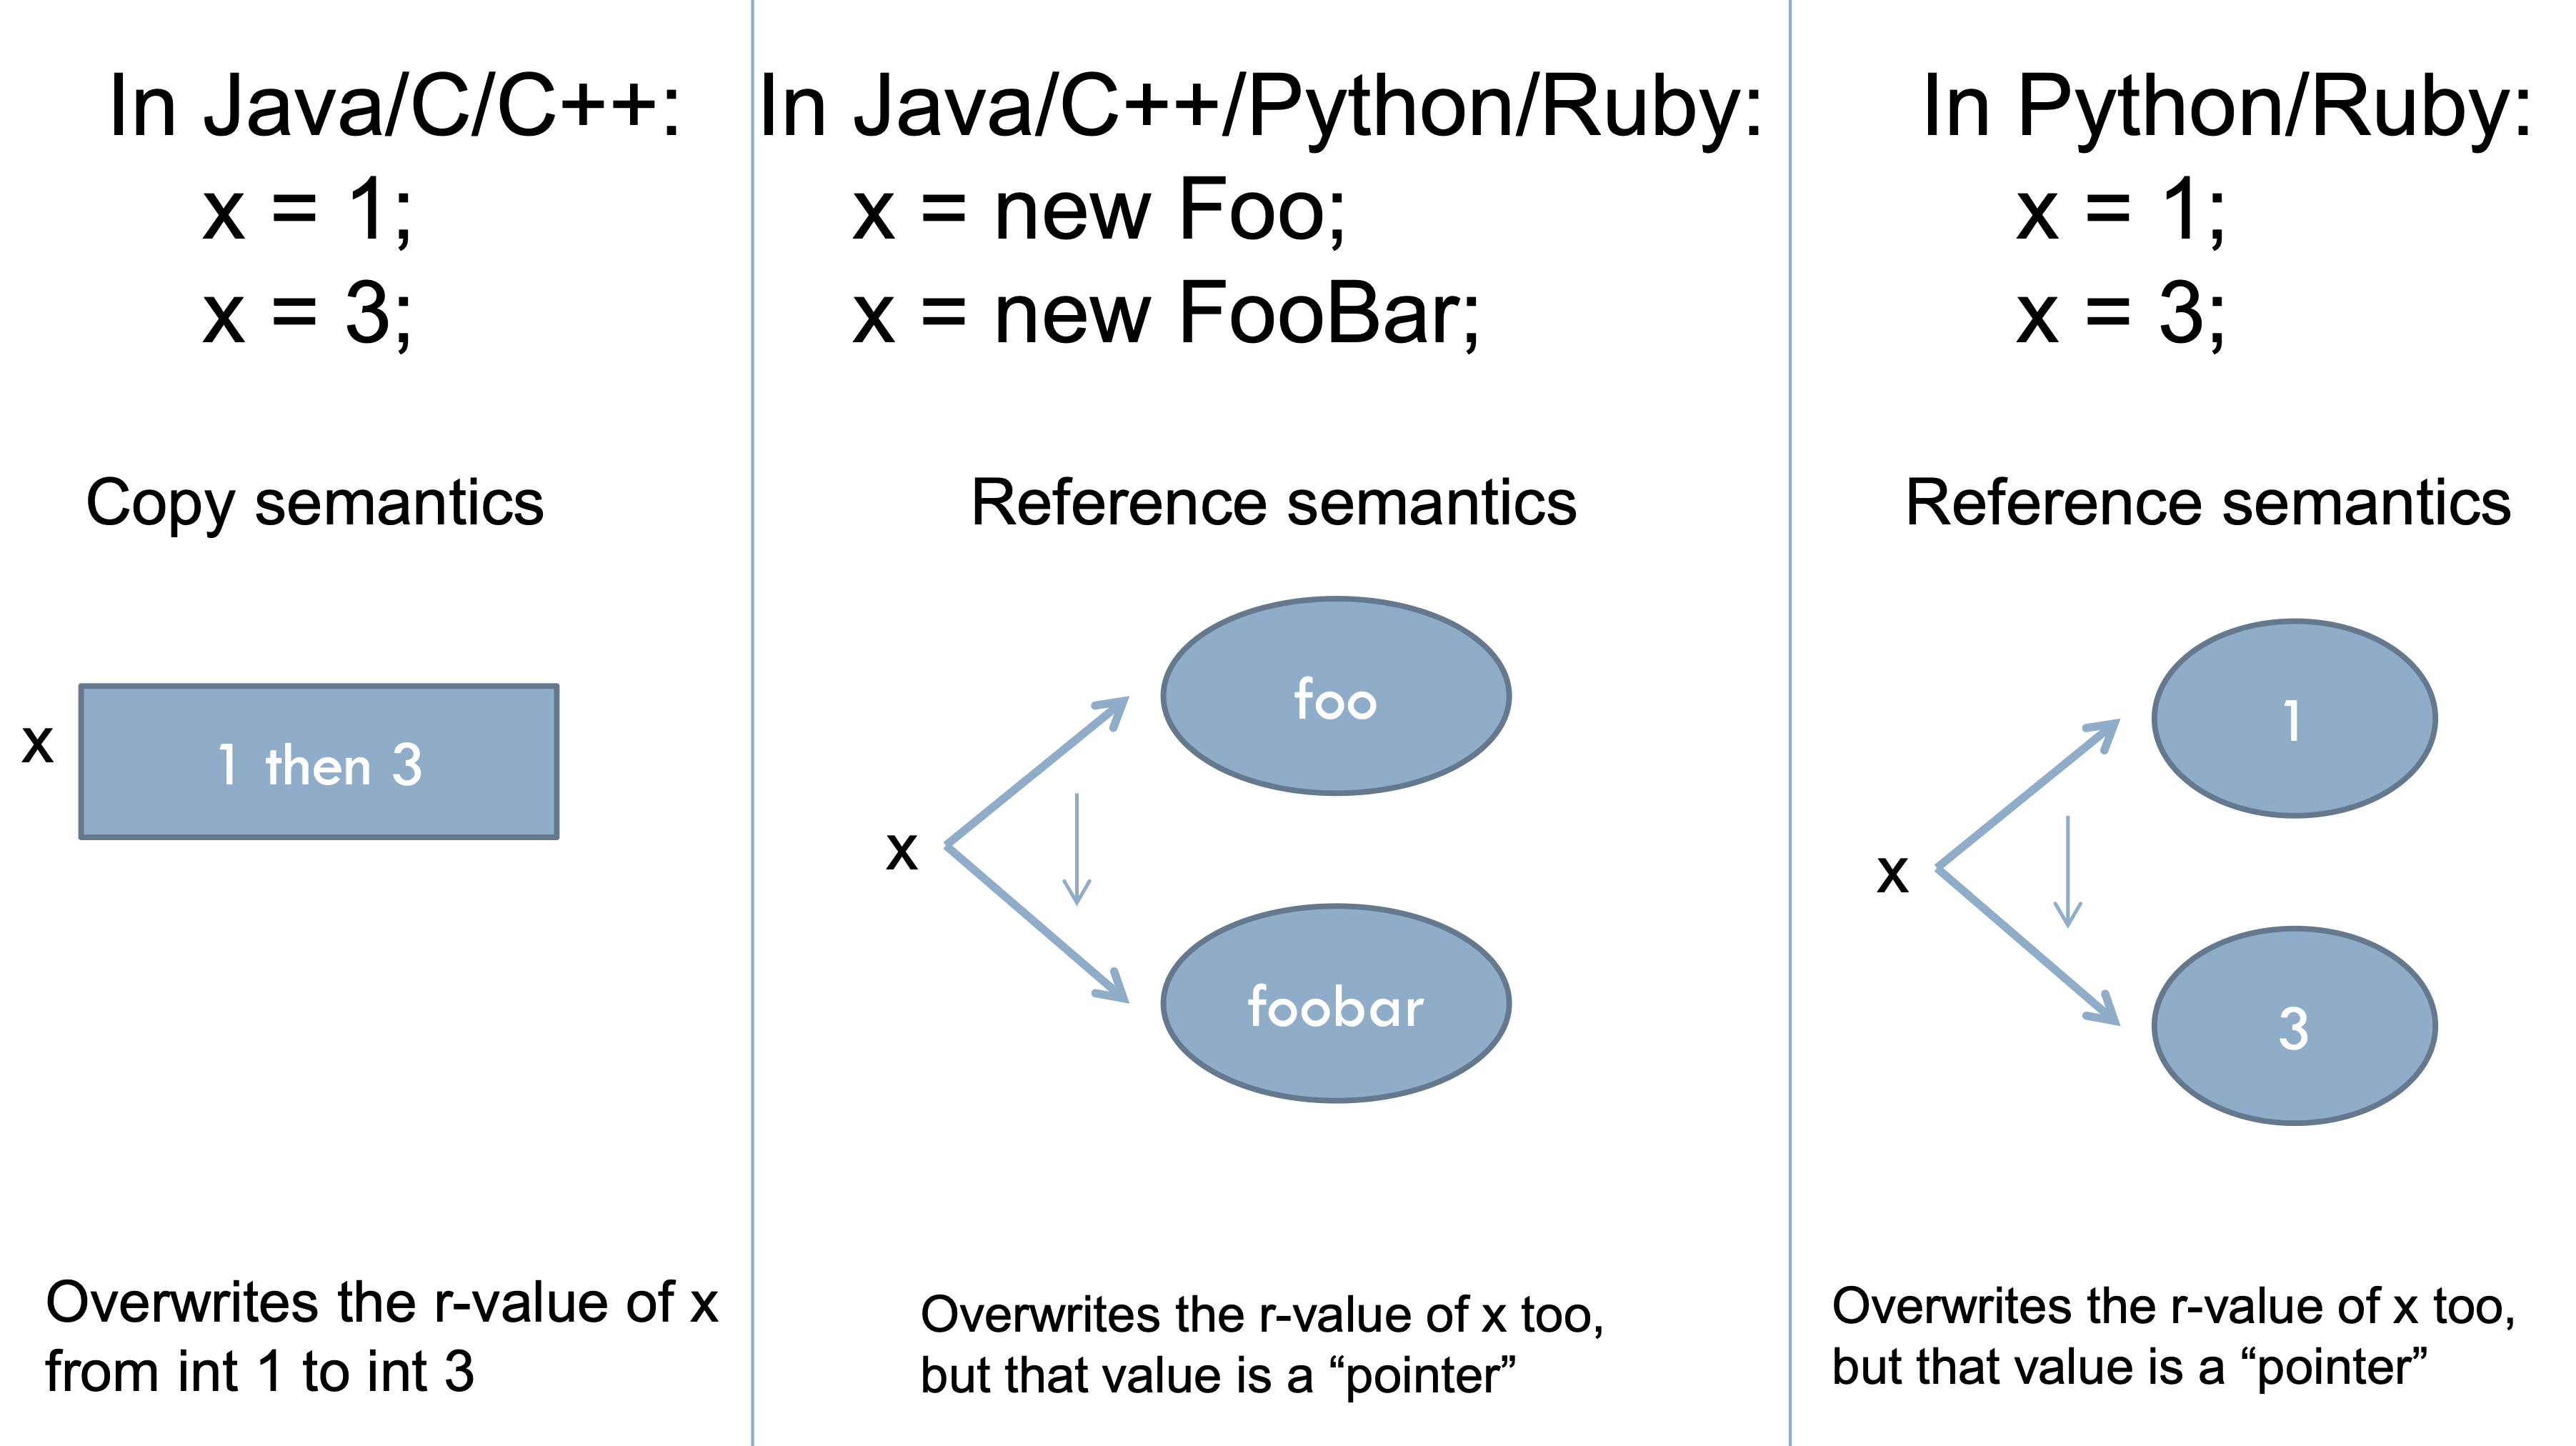 In Java/C/C++:
x = 1;
x = 3;
Copy semantics
x
1 then 3
Overwrites the r-value of x
from int 1 to int 3
In Java/C++/Python/Ruby:
x = new Foo;
x = new FooBar;
Reference semantics
foo
x
foobar
Overwrites the r-value of x too,
but that value is a “pointer”
In Python/Ruby:
x = 1;
x = 3;
Reference semantics
1
x
3
Overwrites the r-value of x too,
but that value is a “pointer”